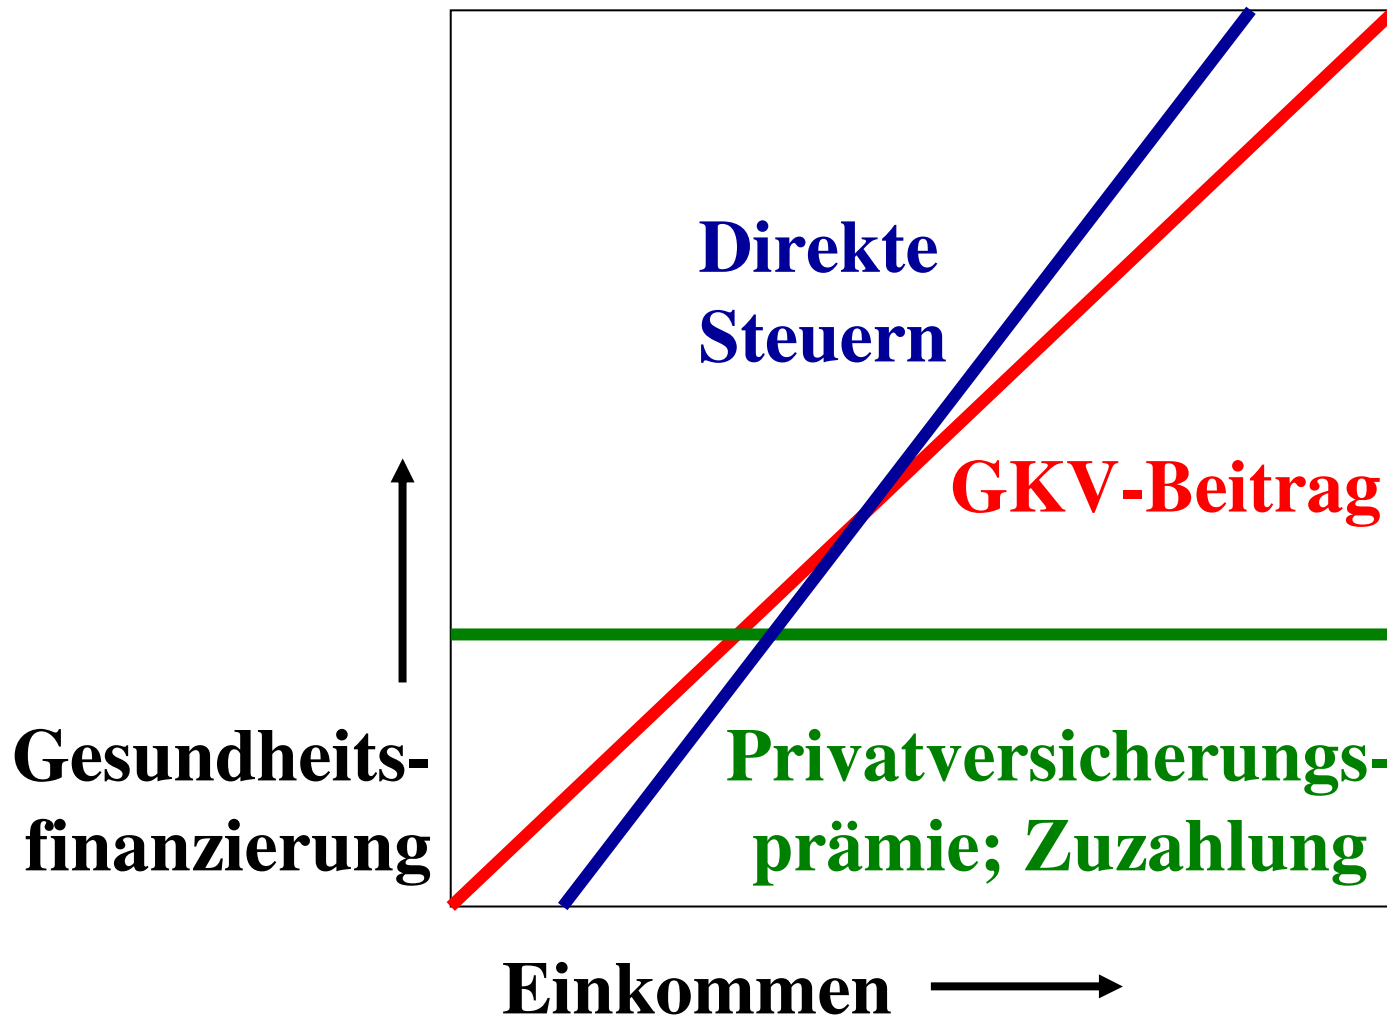 Direkte
Steuern
GKV-Beitrag
Gesundheits-
finanzierung
Privatversicherungs-
prämie; Zuzahlung
Einkommen